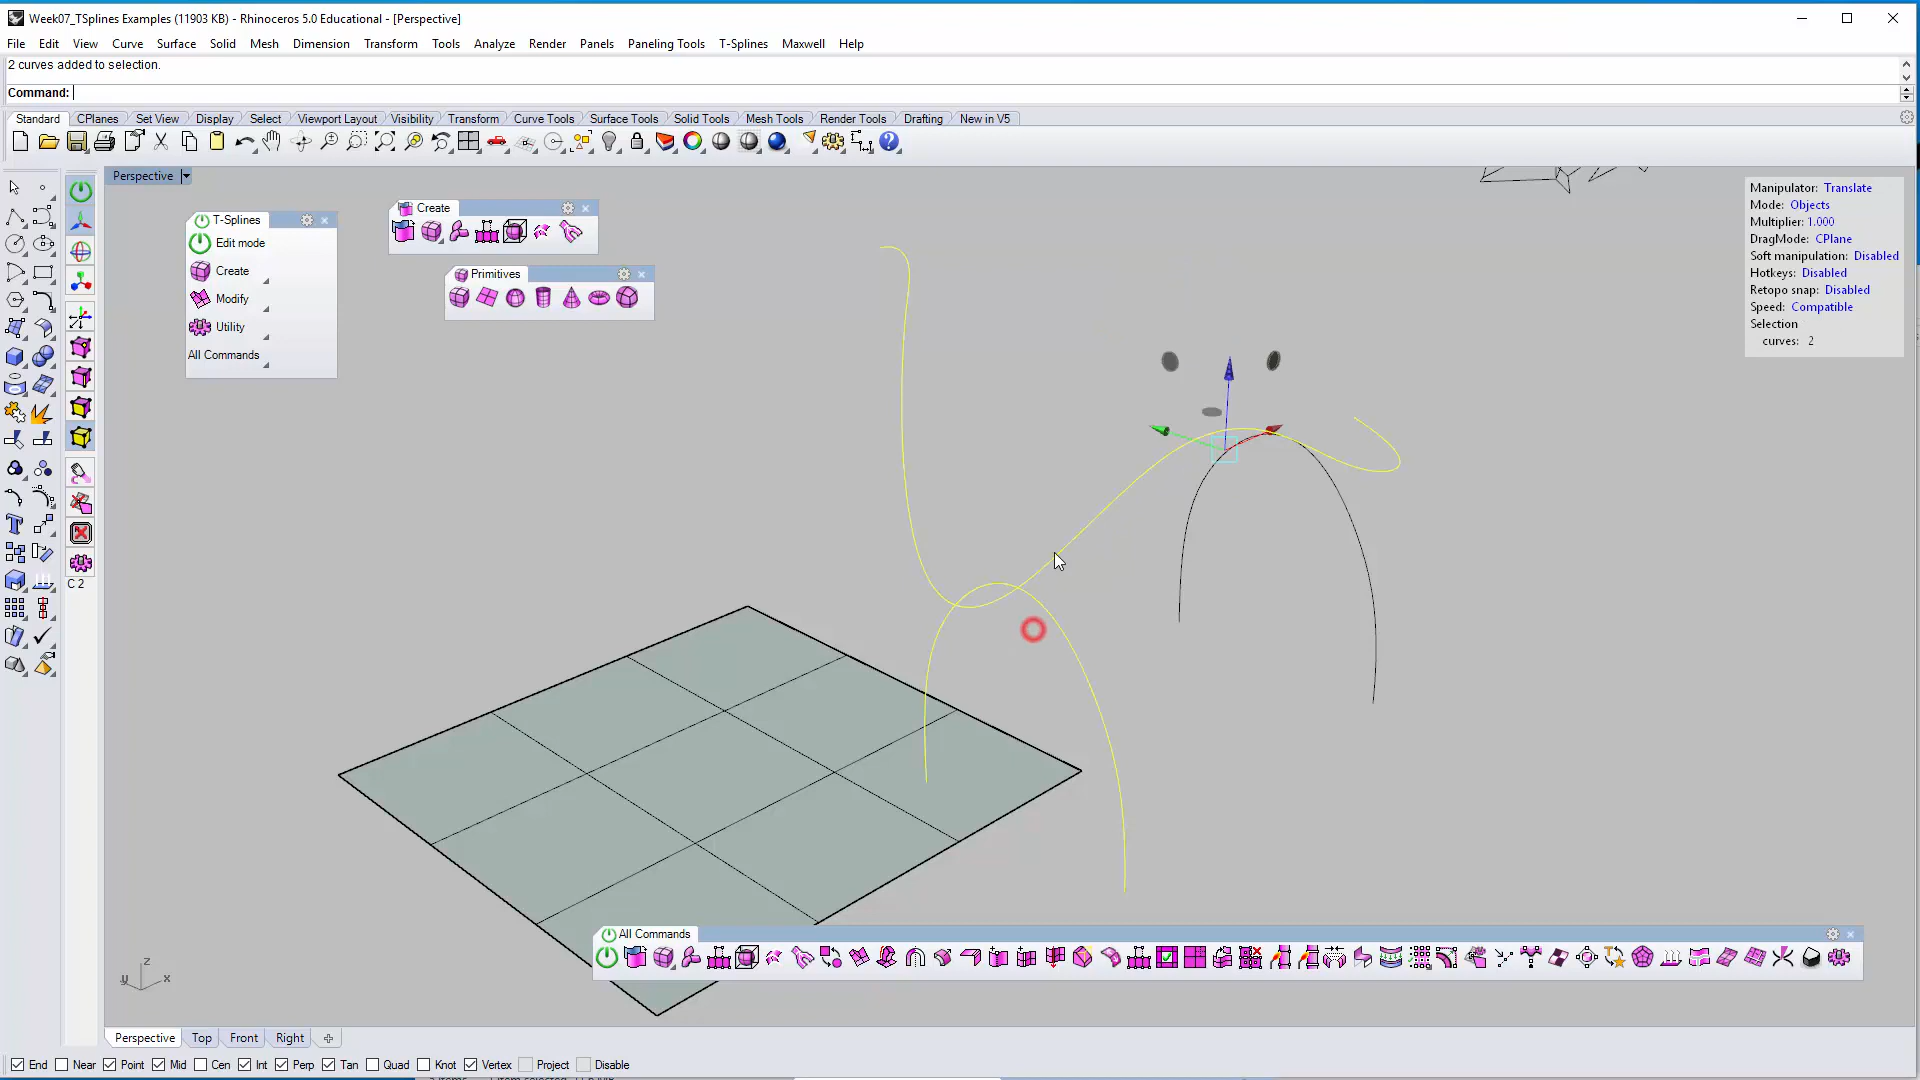 Week07_TSplines Examples (11903 KB) - Rhinoceros 5.0 Educational - [Perspective]
File Edit View Curve Surface Solid Mesh Dimension Transform Tools Analyze Render Panels Paneling Tools T-Splines Maxwell Help
2 curves added to selection.
Command:
Standard CPlanes Set View Display Select Viewport Layout Visibility Transform Curve Tools Surface Tools Solid Tools Mesh Tools Render Tools Drafting New in V5
Perspective
Manipulator: Translate
Mode: Objects
Multiplier: 1.000
DragMode: CPlane
Soft manipulation: Disabled
Hotkeys: Disabled
Retopo snap: Disabled
Speed: Compatible
Selection
curves: 2
T-Splines
Edit mode
Create
Modify
Utility
All Commands
Create
Primitives
C 2
All Commands
z
y x
Perspective Top Front Right
End Near Point Mid Cen Int Perp Tan Quad Knot Vertex Project Disable